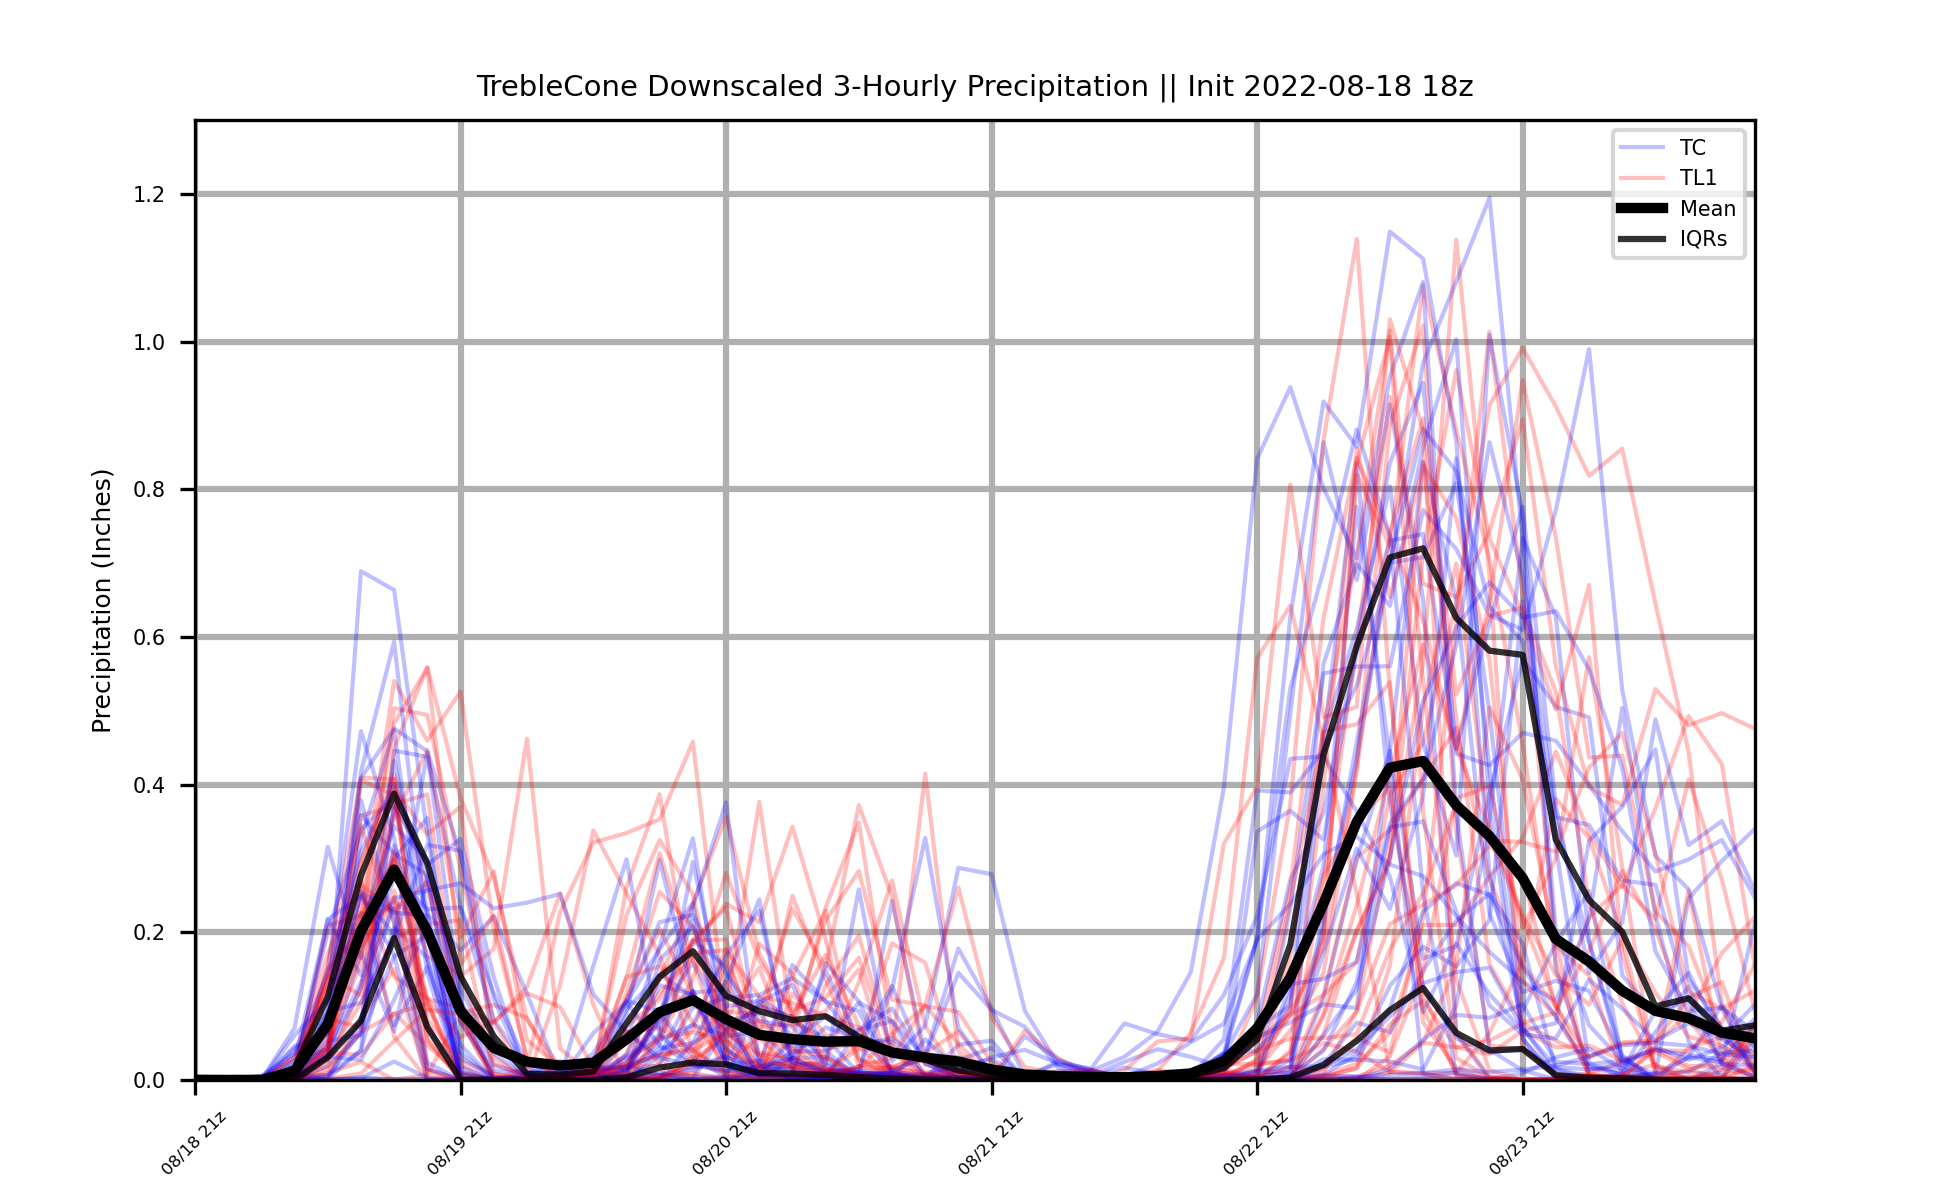 TrebleCone Downscaled 3-Hourly Precipitation || Init 2022-08-18 18z
TC
TL1
Mean
IQRs
Precipitation (Inches)
1.2
1.0
0.8
0.6
0.4
0.2
0.0
08/18 21z
08/19 21z
08/20 21z
08/21 21z
08/22 21z
08/23 21z